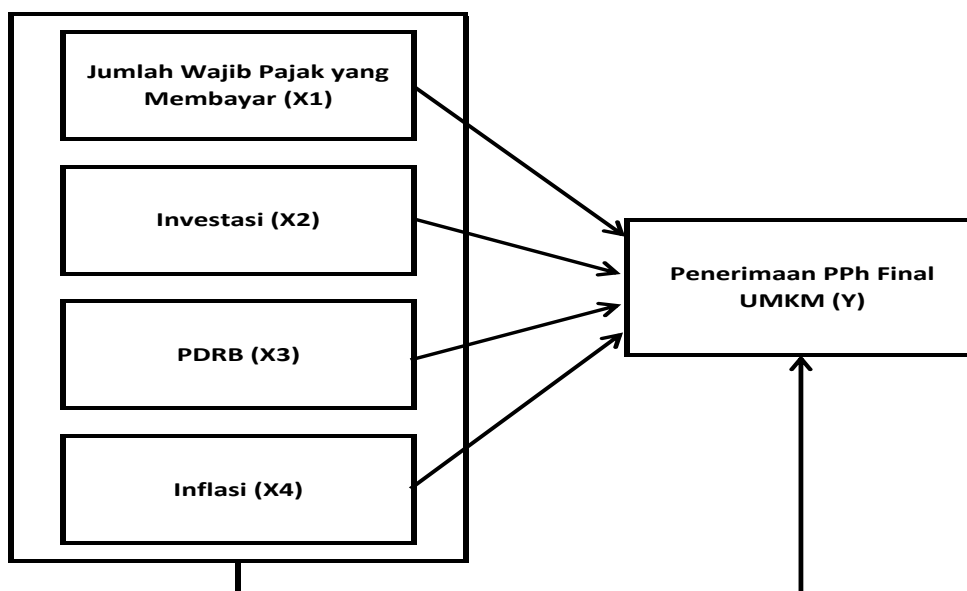 Jumlah Wajib Pajak yang
Membayar (X1)
Investasi (X2)
PDRB (X3)
Inflasi (X4)
Penerimaan PPh Final
UMKM (Y)